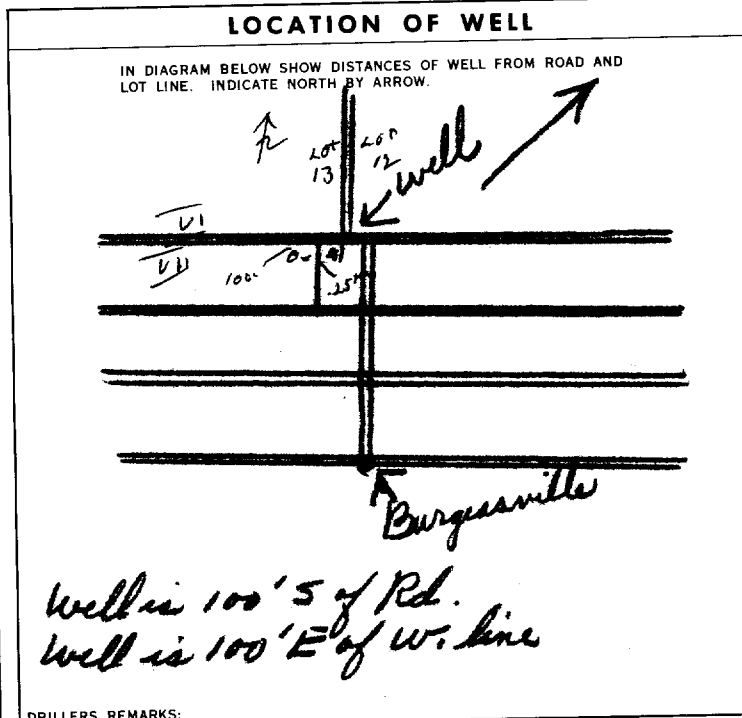 LOCATION OF WELL
IN DIAGRAM BELOW SHOW DISTANCES OF WELL FROM ROAD AND
LOT LINE. INDICATE NORTH BY ARROW.
Lot
13
Lot
12
Well
VI
VII
100
.25
Burgessville
Well is 100' S of Rd.
Well is 100' E of W. line
DRILLERS REMARKS: